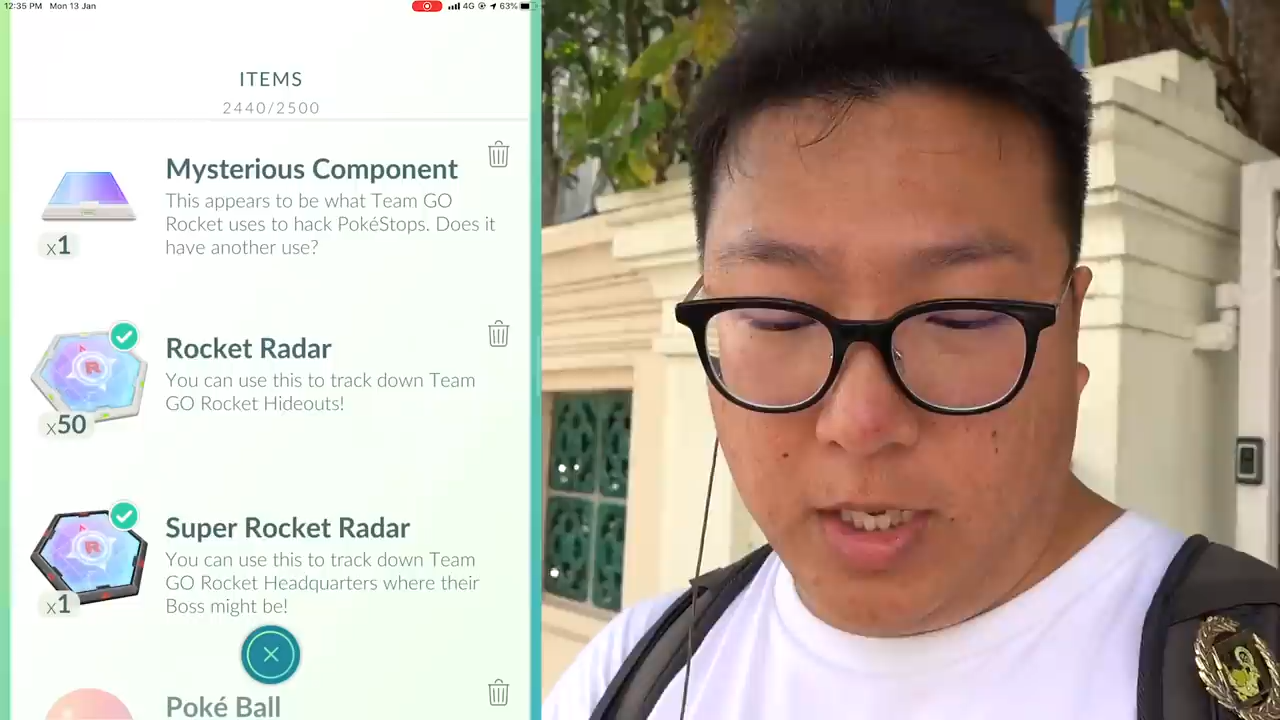 12:35 PM Mon 13 Jan
4G 63%
ITEMS
2440/2500
Mysterious Component
This appears to be what Team GO
Rocket uses to hack PokéStops. Does it
have another use?
x1
Rocket Radar
You can use this to track down Team
GO Rocket Hideouts!
x50
Super Rocket Radar
You can use this to track down Team
GO Rocket Headquarters where their
Boss might be!
x1
Poké Ball